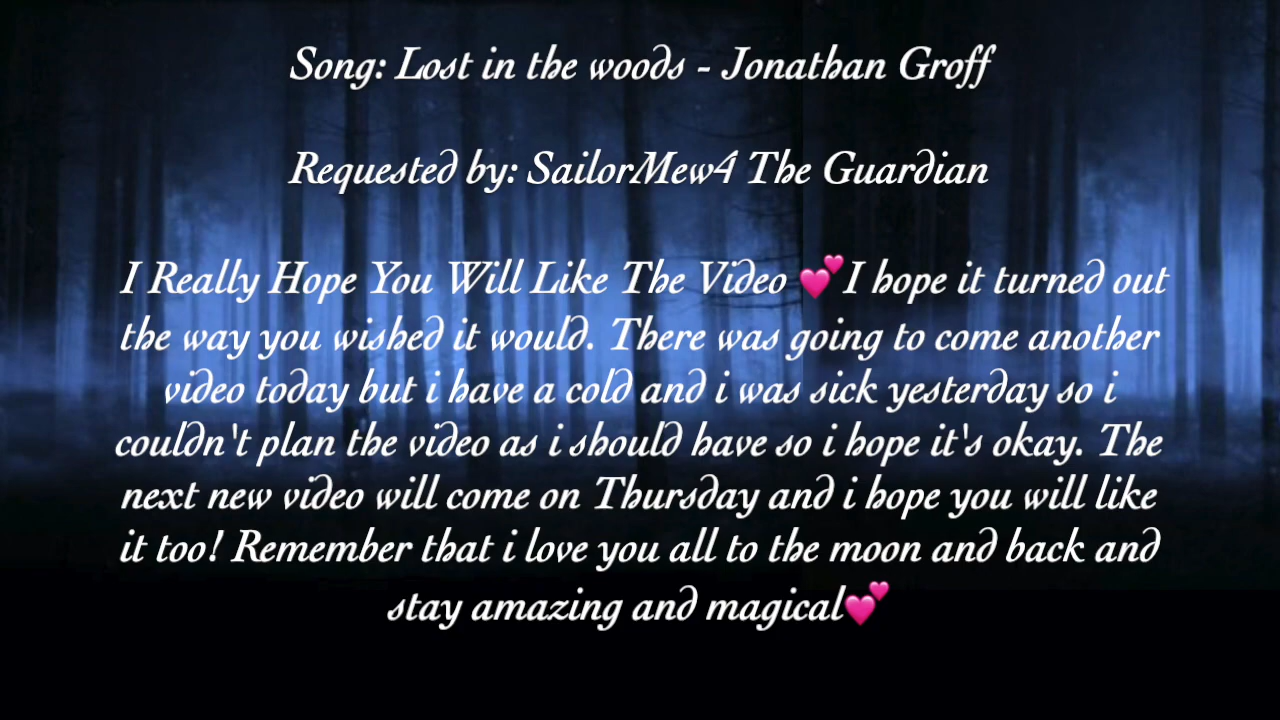 Song: Lost in the woods - Jonathan Groff
Requested by: SailorMew4 The Guardian
I Really Hope You Will Like The Video 💕I hope it turned out
the way you wished it would. There was going to come another
video today but i have a cold and i was sick yesterday so i
couldn't plan the video as i should have so i hope it's okay. The
next new video will come on Thursday and i hope you will like
it too! Remember that i love you all to the moon and back and
stay amazing and magical💕